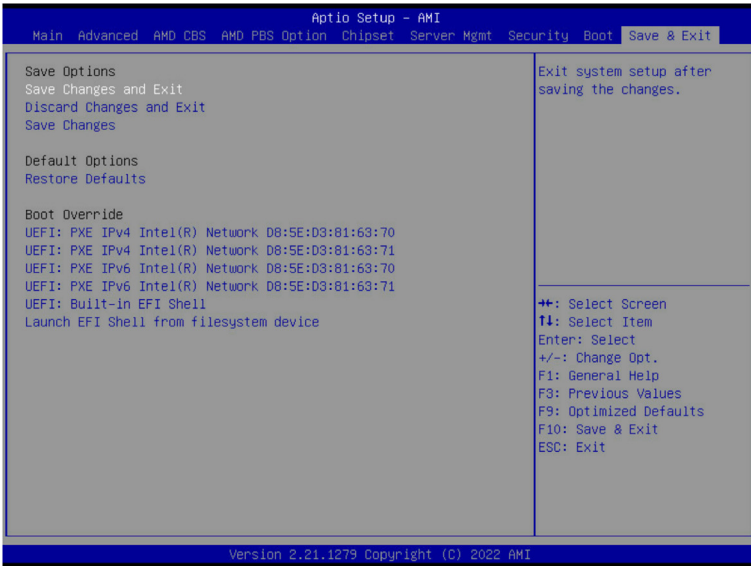 Aptio Setup - AMI
Main Advanced AMD CBS AMD PBS Option Chipset Server Mgmt Security Boot Save & Exit
Save Options
Save Changes and Exit
Discard Changes and Exit
Save Changes
Default Options
Restore Defaults
Boot Override
UEFI: PXE IPv4 Intel(R) Network D8:5E:D3:81:63:70
UEFI: PXE IPv4 Intel(R) Network D8:5E:D3:81:63:71
UEFI: PXE IPv6 Intel(R) Network D8:5E:D3:81:63:70
UEFI: PXE IPv6 Intel(R) Network D8:5E:D3:81:63:71
UEFI: Built-in EFI Shell
Launch EFI Shell from filesystem device
Exit system setup after
saving the changes.
→←: Select Screen
↑↓: Select Item
Enter: Select
+/-: Change Opt.
F1: General Help
F3: Previous Values
F9: Optimized Defaults
F10: Save & Exit
ESC: Exit
Version 2.21.1279 Copyright (C) 2022 AMI